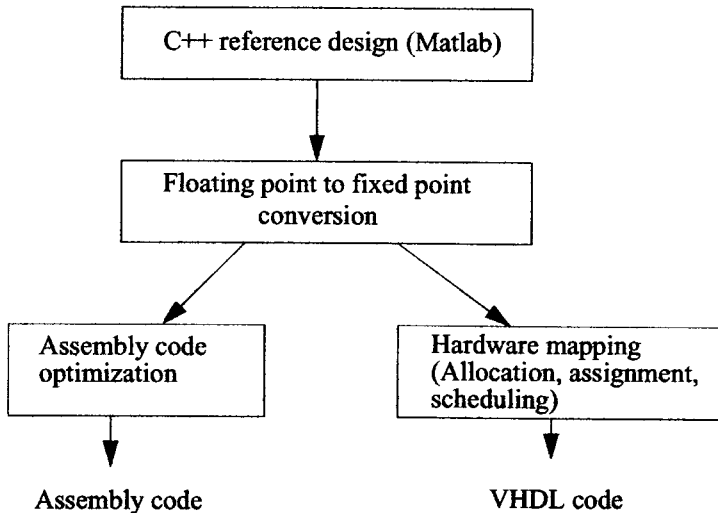 C++ reference design (Matlab)
Floating point to fixed point
conversion
Assembly code
optimization
Hardware mapping
(Allocation, assignment,
scheduling)
Assembly code
VHDL code